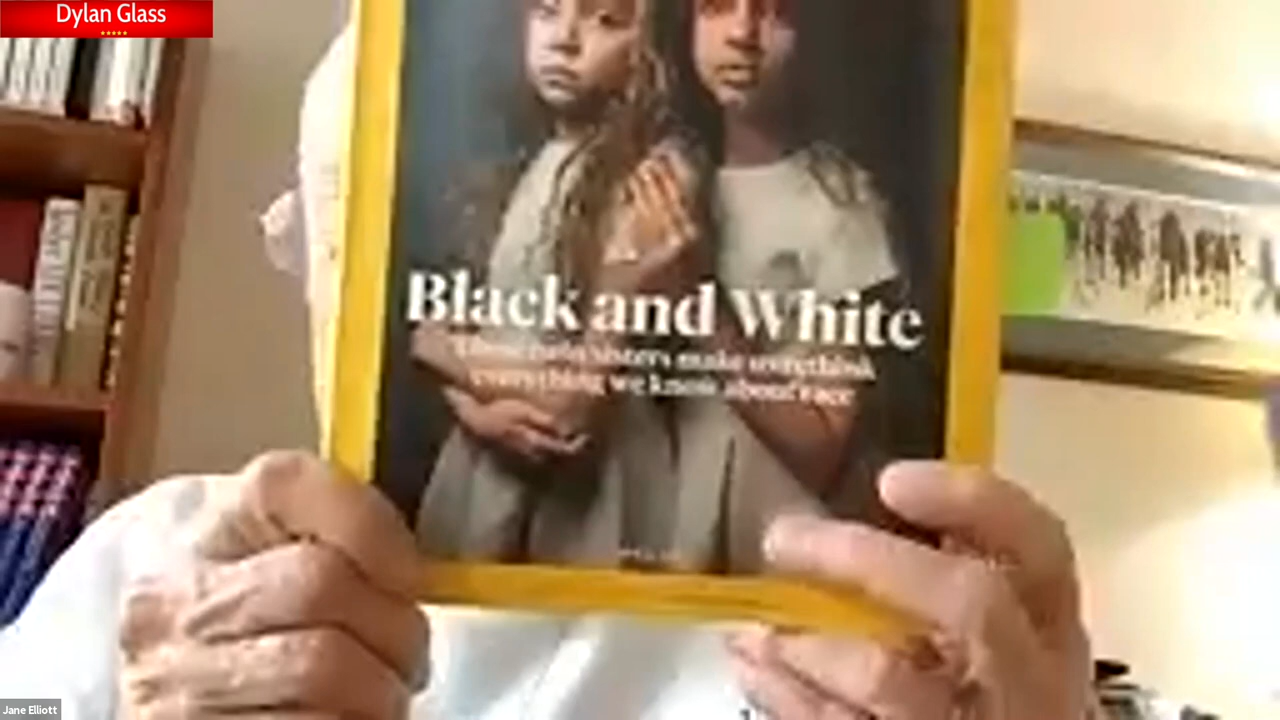 Dylan Glass
Black and White
These twin sisters make us rethink
everything we know about race
Jane Elliott